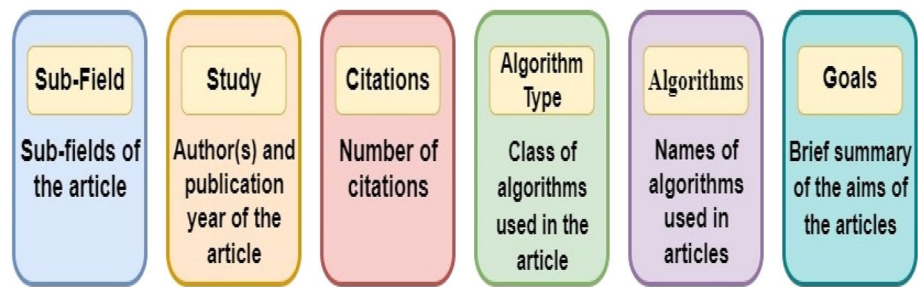 Sub-Field
Sub-fields of
the article
Study
Author(s) and
publication
year of the
article
Citations
Number of
citations
Algorithm
Type
Class of
algorithms
used in the
article
Algorithms
Names of
algorithms
used in
articles
Goals
Brief summary
of the aims of
the articles